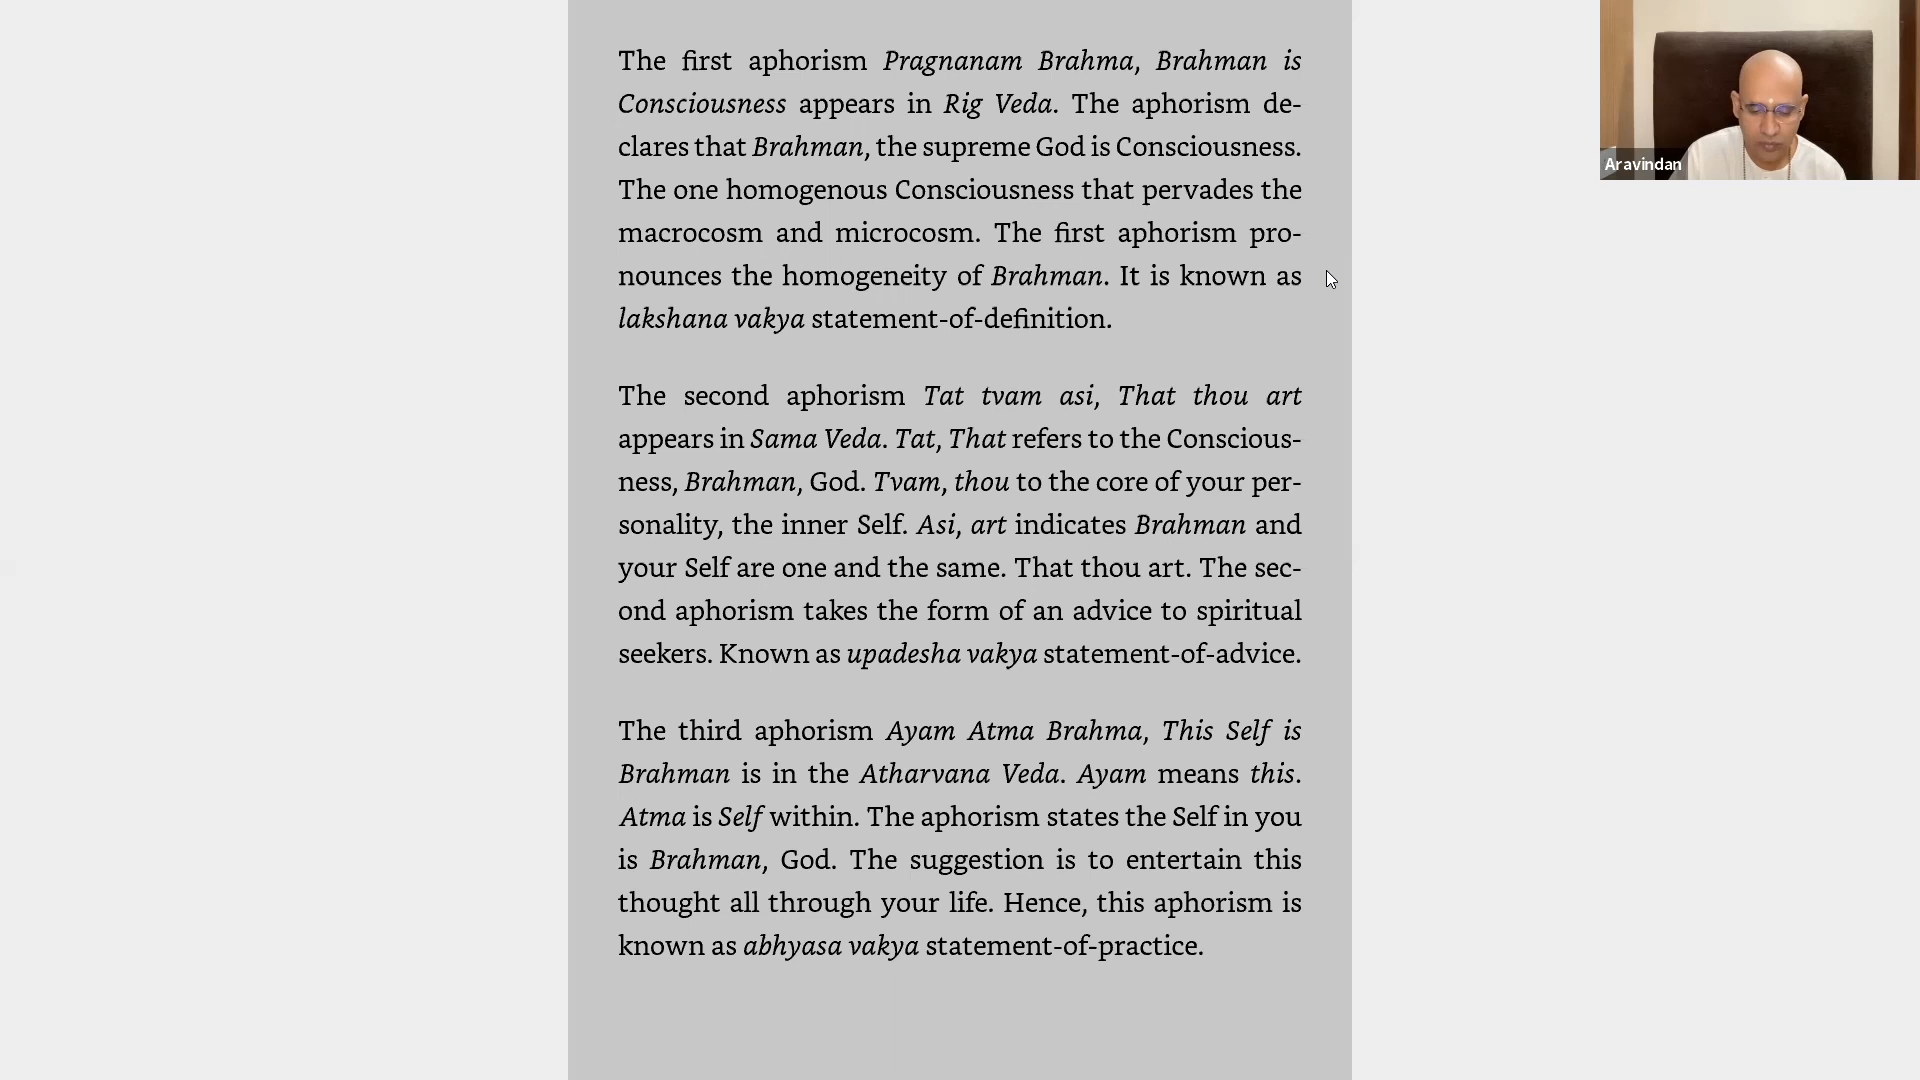 The first aphorism Pragnanam Brahma, Brahman is
Consciousness appears in Rig Veda. The aphorism de-
clares that Brahman, the supreme God is Consciousness.
The one homogenous Consciousness that pervades the
macrocosm and microcosm. The first aphorism pro-
nounces the homogeneity of Brahman. It is known as
lakshana vakya statement-of-definition.
The second aphorism Tat tvam asi, That thou art
appears in Sama Veda. Tat, That refers to the Conscious-
ness, Brahman, God. Tvam, thou to the core of your per-
sonality, the inner Self. Asi, art indicates Brahman and
your Self are one and the same. That thou art. The sec-
ond aphorism takes the form of an advice to spiritual
seekers. Known as upadesha vakya statement-of-advice.
The third aphorism Ayam Atma Brahma, This Self is
Brahman is in the Atharvana Veda. Ayam means this.
Atma is Self within. The aphorism states the Self in you
is Brahman, God. The suggestion is to entertain this
thought all through your life. Hence, this aphorism is
known as abhyasa vakya statement-of-practice.
Aravindan